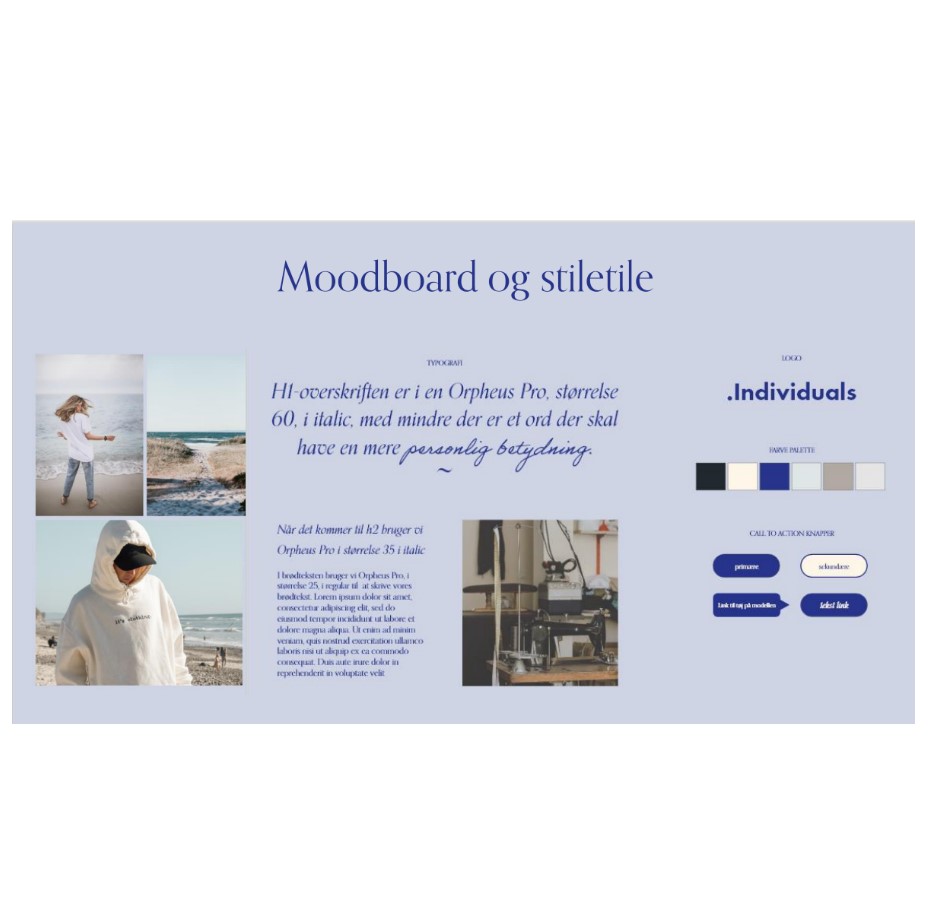 Moodboard og stiletile
TYPOGRAFI
H1-overskriften er i en Orpheus Pro, størrelse
60, i italic, med mindre der er et ord der skal
have en mere personlig betydning.
~
Når det kommer til h2 bruger vi
Orpheus Pro i størrelse 35 i italic
I brødteksten bruger vi Orpheus Pro, i
størrelse 25, i regular til at skrive vores
brødtekst. Lorem ipsum dolor sit amet,
consectetur adipiscing elit, sed do
eiusmod tempor incididunt ut labore et
dolore magna aliqua. Ut enim ad minim
veniam, quis nostrud exercitation ullamco
laboris nisi ut aliquip ex ea commodo
consequat. Duis aute irure dolor in
reprehenderit in voluptate velit
LOGO
.Individuals
FARVE PALETTE
CALL TO ACTION KNAPPER
primære
sekundære
Link til tøj på modellen
tekst link